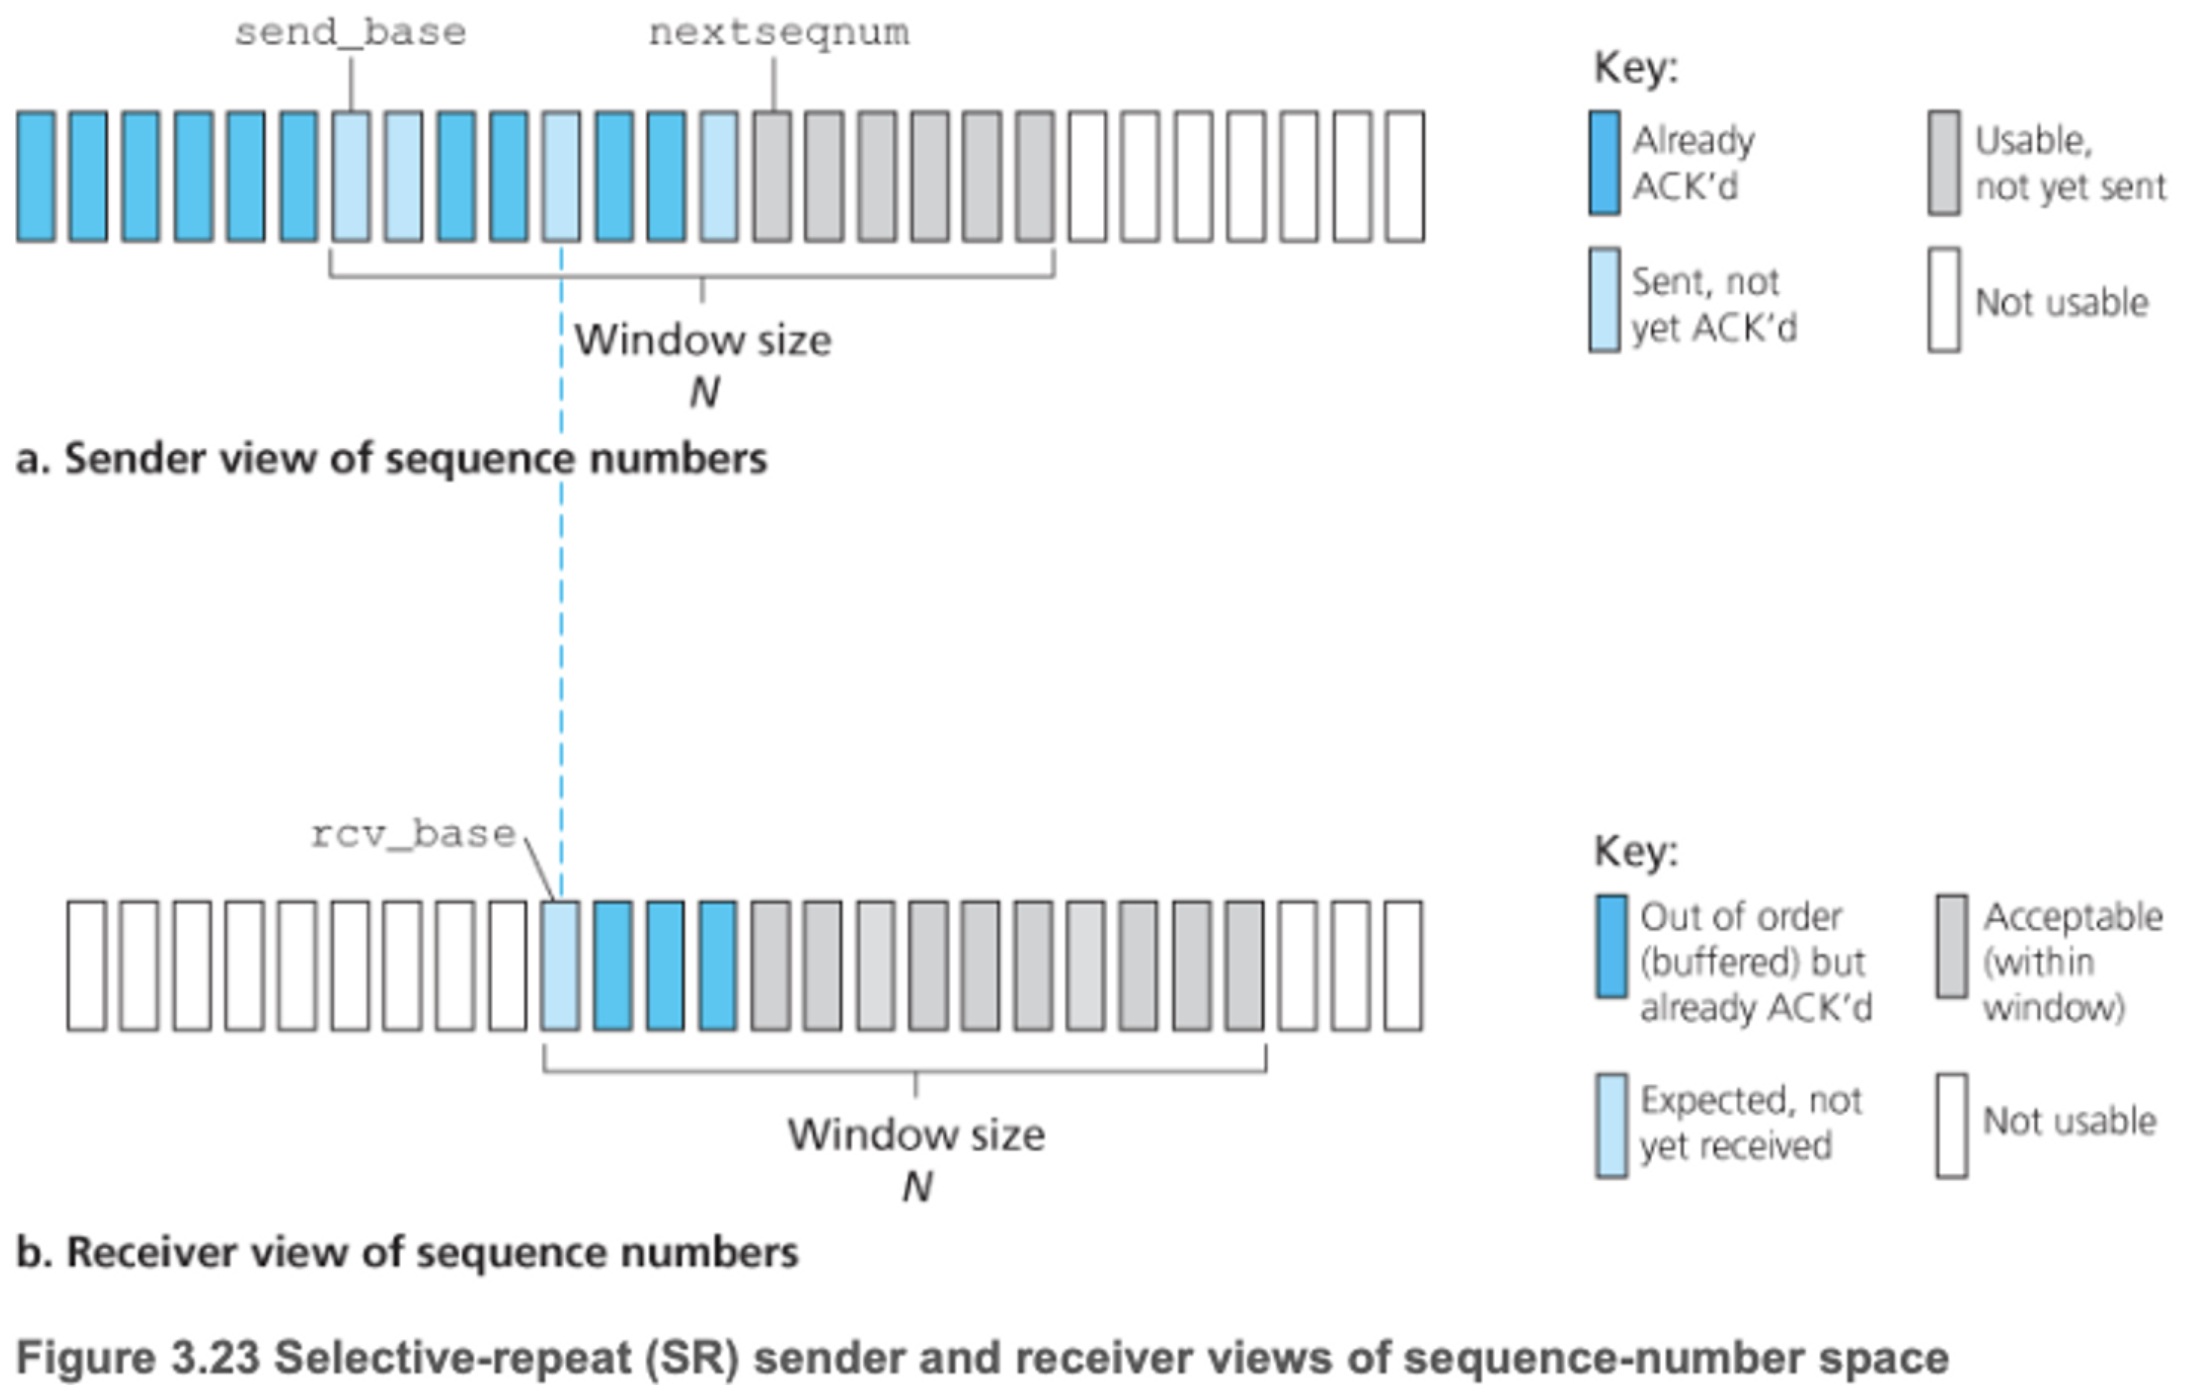 send_base
nextseqnum
Key:
Already
ACK'd
Usable,
not yet sent
Sent, not
yet ACK'd
Not usable
Window size
N
a. Sender view of sequence numbers
rcv_base
Key:
Out of order
(buffered) but
already ACK'd
Acceptable
(within
window)
Expected, not
yet received
Not usable
Window size
N
b. Receiver view of sequence numbers
Figure 3.23 Selective-repeat (SR) sender and receiver views of sequence-number space